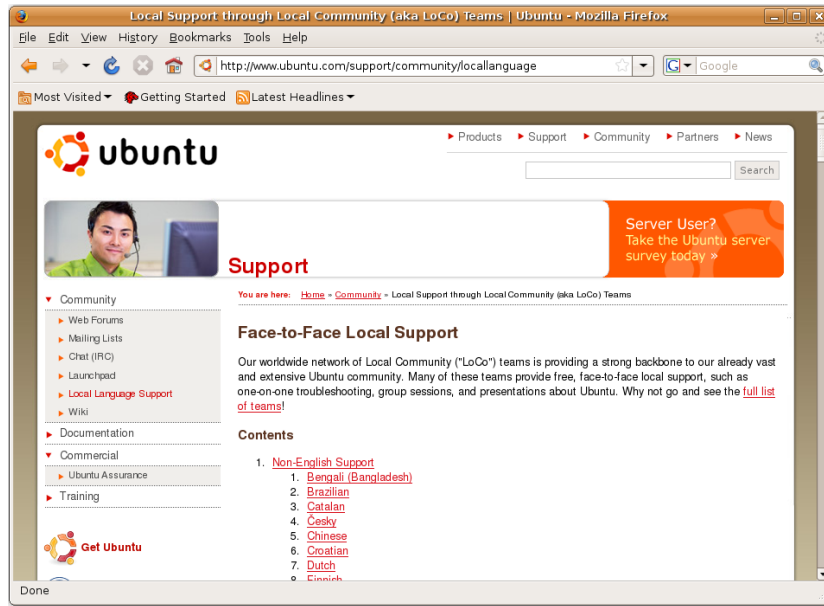 Local Support through Local Community (aka LoCo) Teams | Ubuntu - Mozilla Firefox
File Edit View History Bookmarks Tools Help
http://www.ubuntu.com/support/community/locallanguage
Google
Most Visited Getting Started Latest Headlines
ubuntu
Products Support Community Partners News
Search
Support
Server User?
Take the Ubuntu server
survey today »
Community
Web Forums
Mailing Lists
Chat (IRC)
Launchpad
Local Language Support
Wiki
Documentation
Commercial
Ubuntu Assurance
Training
Get Ubuntu
You are here: Home » Community » Local Support through Local Community (aka LoCo) Teams
Face-to-Face Local Support
Our worldwide network of Local Community ("LoCo") teams is providing a strong backbone to our already vast
and extensive Ubuntu community. Many of these teams provide free, face-to-face local support, such as
one-on-one troubleshooting, group sessions, and presentations about Ubuntu. Why not go and see the full list
of teams!
Contents
1. Non-English Support
1. Bengali (Bangladesh)
2. Brazilian
3. Catalan
4. Česky
5. Chinese
6. Croatian
7. Dutch
8. Finnish
Done